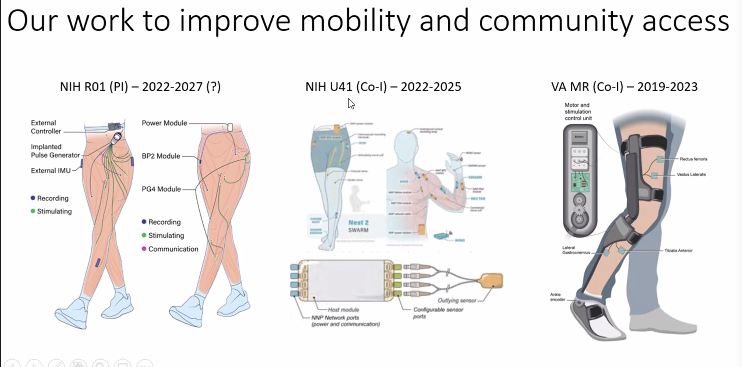 Our work to improve mobility and community access
NIH R01 (PI) – 2022-2027 (?)
External
Controller
Implanted
Pulse Generator
External IMU
Recording
Stimulating
Power Module
BP2 Module
PG4 Module
Recording
Stimulating
Communication
NIH U41 (Co-I) – 2022-2025
Nest 2
SWARM
Host module
NNP Network ports
(power and communication)
Outlying sensor
Configurable sensor
ports
VA MR (Co-I) – 2019-2023
Motor and
stimulation
control unit
Rectus femoris
Vastus Lateralis
Lateral
Gastrocnemius
Tibialis Anterior
Ankle
encoder